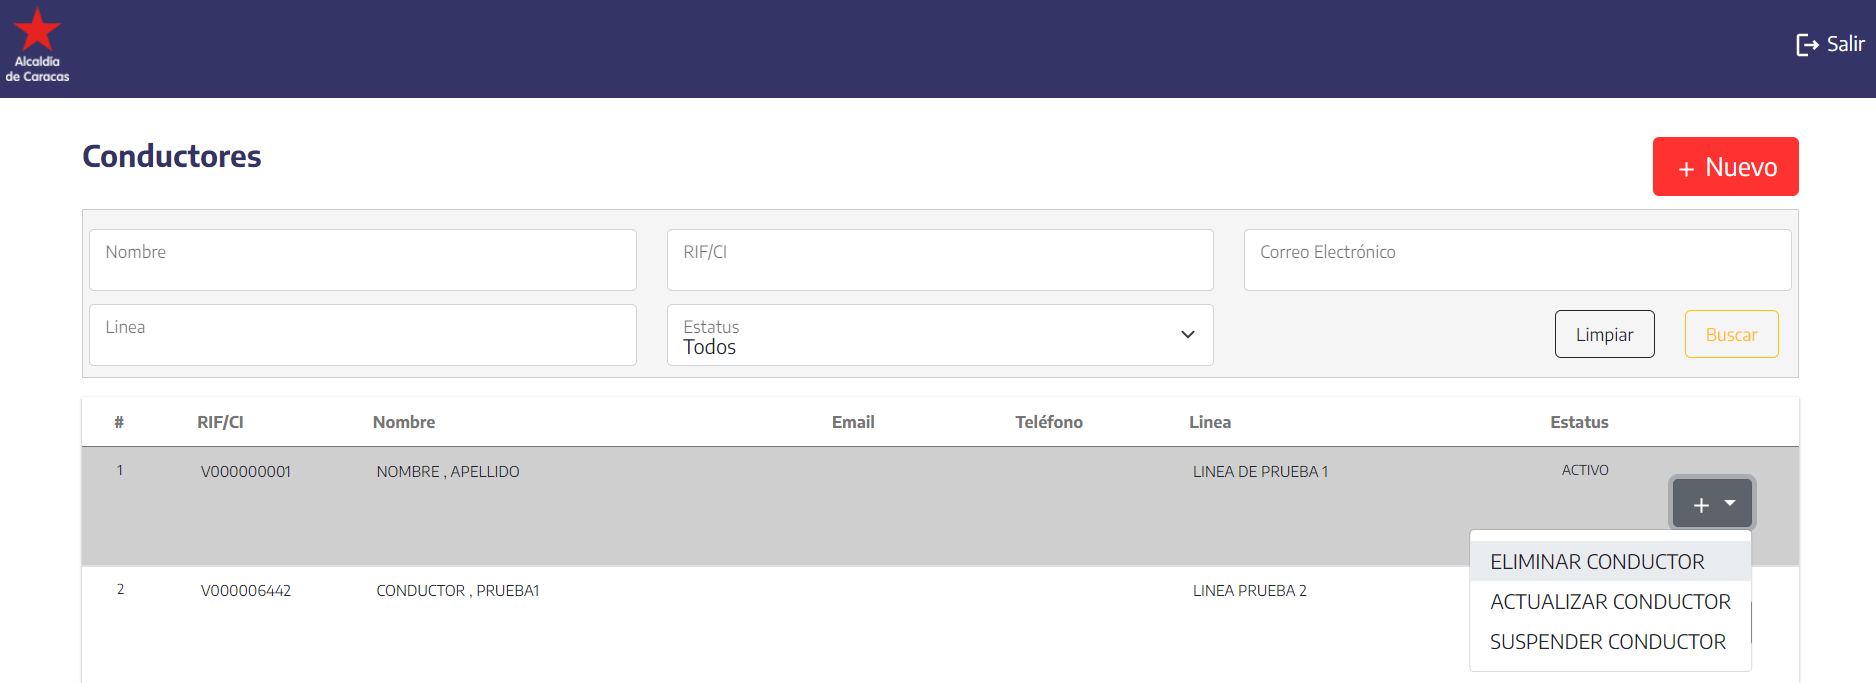 Alcaldía
de Caracas
Salir
Conductores
+ Nuevo
Nombre
RIF/CI
Correo Electrónico
Linea
Estatus
Todos
Limpiar
Buscar
# RIF/CI Nombre Email Teléfono Linea Estatus
1 V000000001 NOMBRE , APELLIDO LINEA DE PRUEBA 1 ACTIVO
+
ELIMINAR CONDUCTOR
2 V000006442 CONDUCTOR , PRUEBA1 LINEA PRUEBA 2
ACTUALIZAR CONDUCTOR
SUSPENDER CONDUCTOR